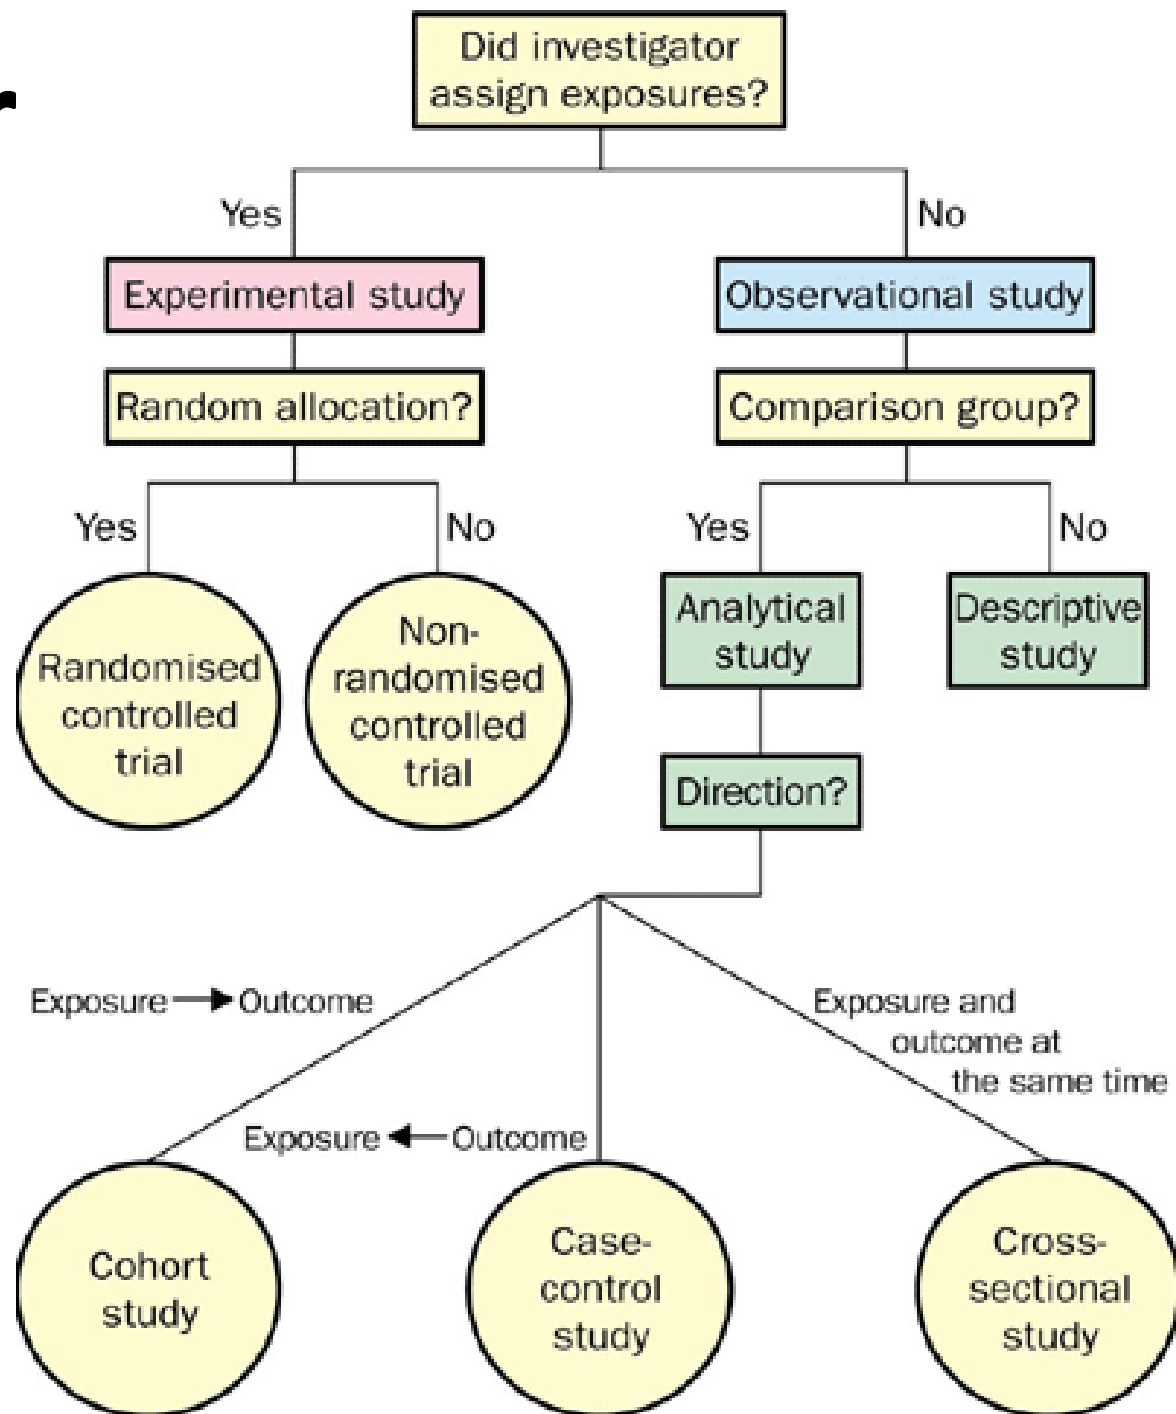 Did investigator
assign exposures?
Yes
No
Experimental study
Observational study
Random allocation?
Comparison group?
Yes
No
Yes
No
Randomised
controlled
trial
Non-
randomised
controlled
trial
Analytical
study
Descriptive
study
Direction?
Exposure → Outcome
Exposure and
outcome at
the same time
Exposure ← Outcome
Cohort
study
Case-
control
study
Cross-
sectional
study